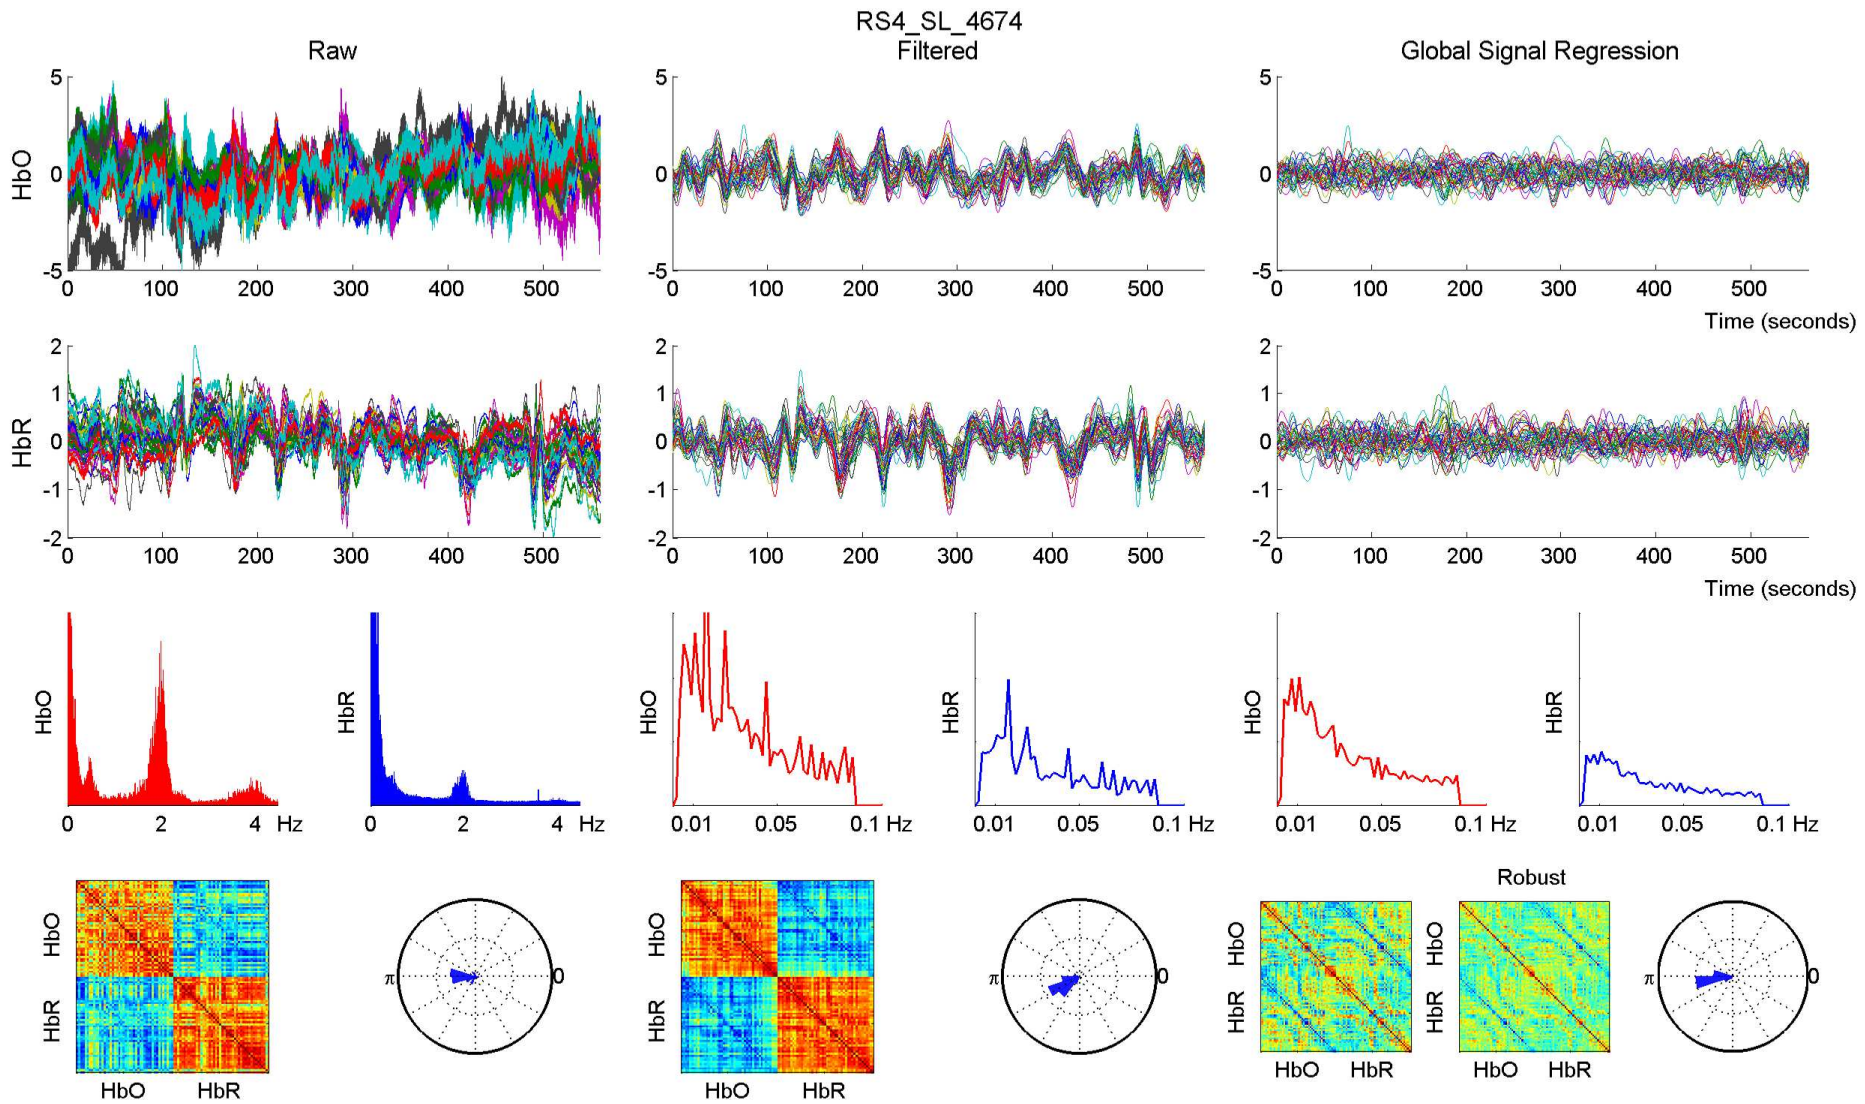 RS4_SL_4674
Raw
Filtered
Global Signal Regression
HbO
5
0
-5
0 100 200 300 400 500
5
0
-5
0 100 200 300 400 500
5
0
-5
0 100 200 300 400 500
Time (seconds)
HbR
2
1
0
-1
-2
0 100 200 300 400 500
2
1
0
-1
-2
0 100 200 300 400 500
2
1
0
-1
-2
0 100 200 300 400 500
Time (seconds)
HbO
0 2 4 Hz
HbR
0 2 4 Hz
HbO
0.01 0.05 0.1 Hz
HbR
0.01 0.05 0.1 Hz
HbO
0.01 0.05 0.1 Hz
HbR
0.01 0.05 0.1 Hz
HbO
HbR
HbO HbR
π 0
HbO
HbR
HbO HbR
π 0
HbO
HbR
HbO HbR
Robust
HbO
HbR
HbO HbR
π 0